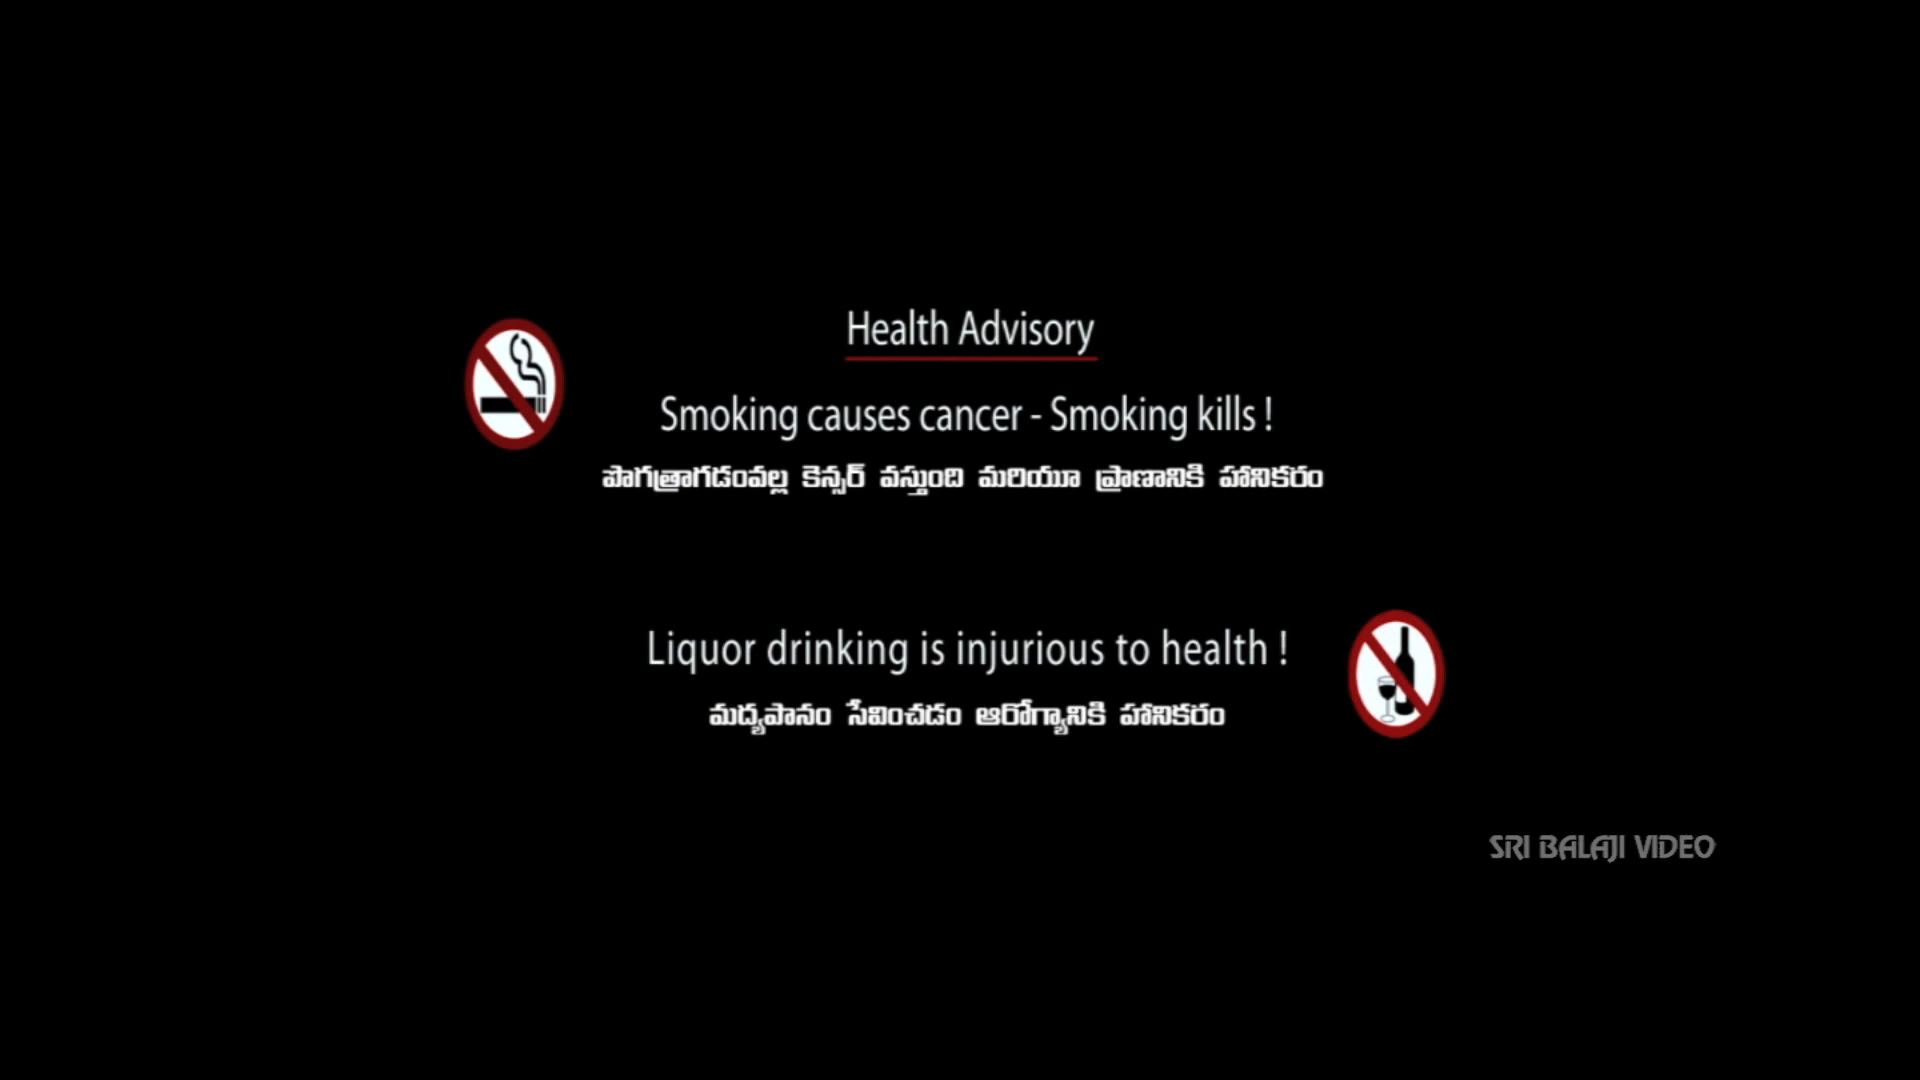 Health Advisory
Smoking causes cancer - Smoking kills !
పొగత్రాగడంవల్ల కెన్సర్ వస్తుంది మరియూ ప్రాణానికి హానికరం
Liquor drinking is injurious to health !
మద్యపానం సేవించడం ఆరోగ్యానికి హానికరం
SRI BALAJI VIDEO